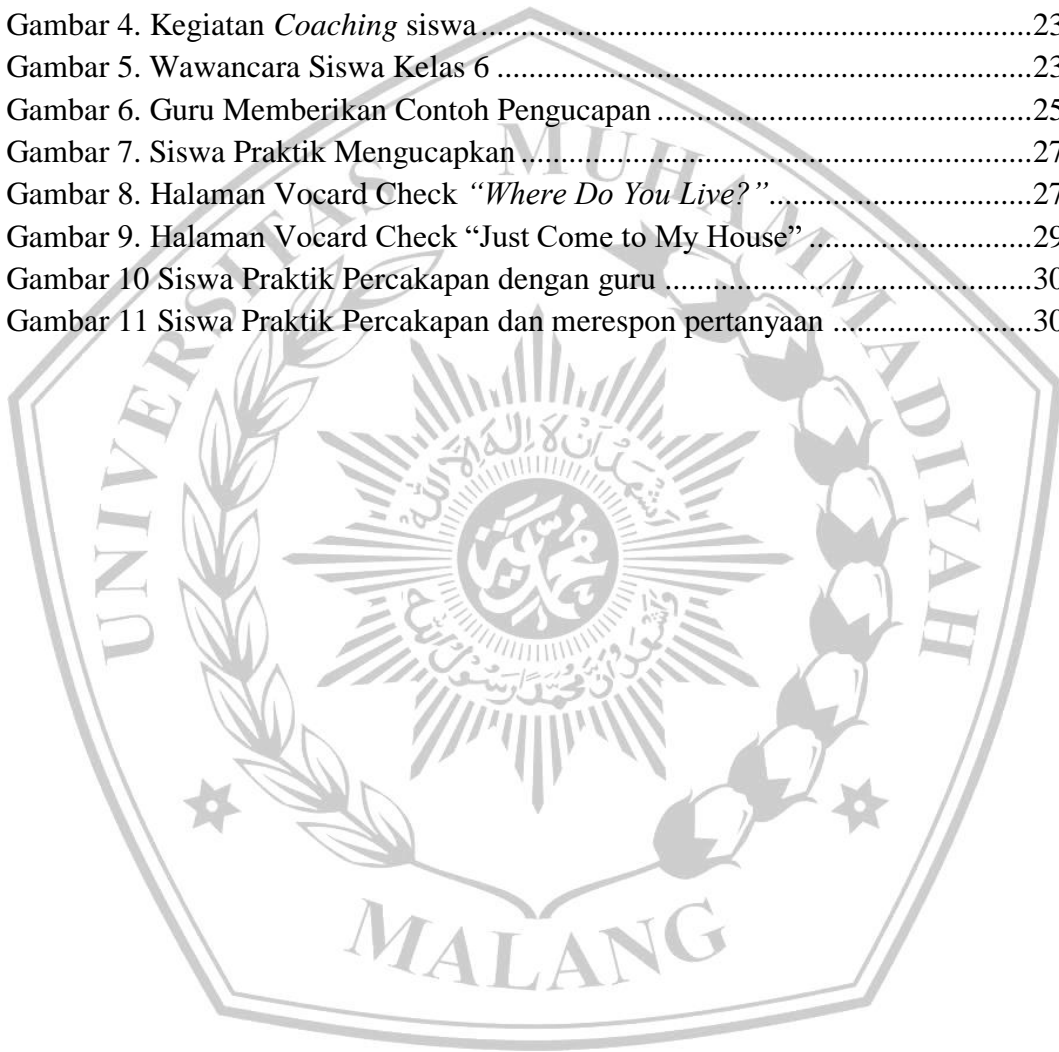 Gambar 4. Kegiatan Coaching siswa.....................................................................23
Gambar 5. Wawancara Siswa Kelas 6...................................................................23
Gambar 6. Guru Memberikan Contoh Pengucapan...............................................25
Gambar 7. Siswa Praktik Mengucapkan................................................................27
Gambar 8. Halaman Vocard Check “Where Do You Live?”.................................27
Gambar 9. Halaman Vocard Check “Just Come to My House”............................29
Gambar 10 Siswa Praktik Percakapan dengan guru..............................................30
Gambar 11 Siswa Praktik Percakapan dan merespon pertanyaan.........................30
UNIVERSITAS MUHAMMADIYAH
MALANG